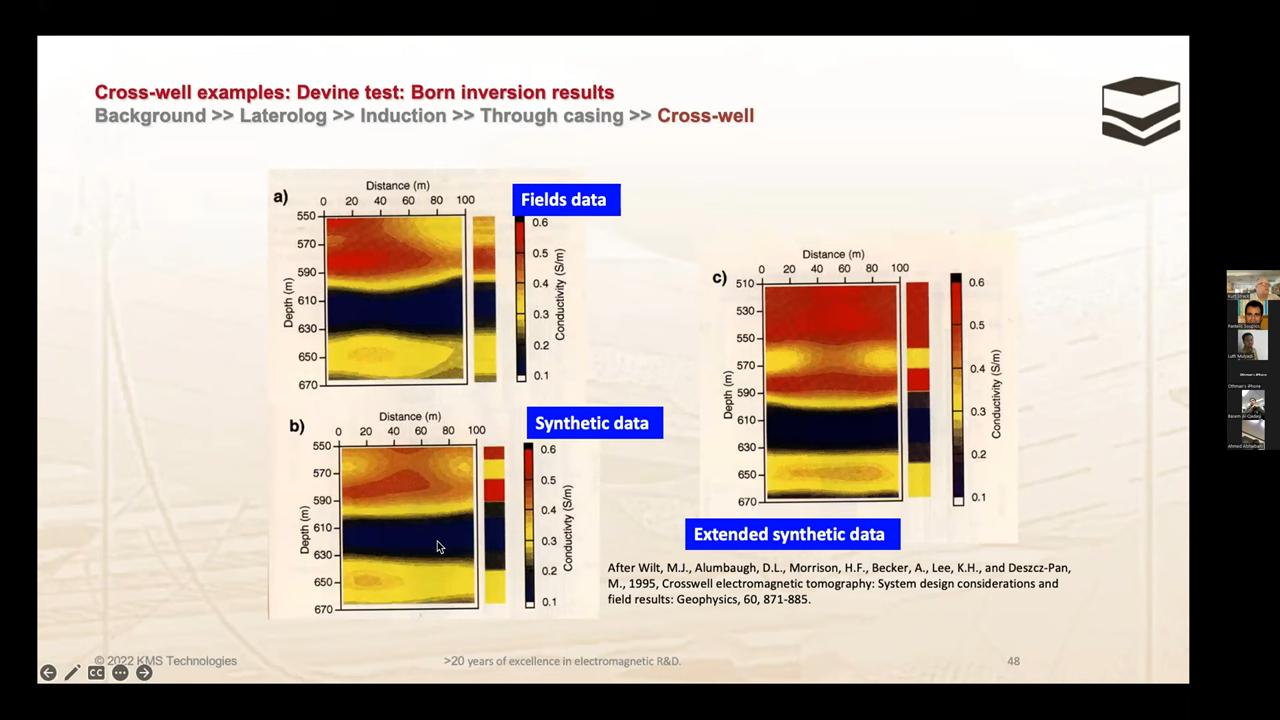 Cross-well examples: Devine test: Born inversion results
Background >> Laterolog >> Induction >> Through casing >> Cross-well
a)
Distance (m)
0 20 40 60 80 100
550
570
590
610
630
650
670
Depth (m)
Fields data
0.6
0.5
0.4
0.3
0.2
0.1
Conductivity (S/m)
b)
Distance (m)
0 20 40 60 80 100
550
570
590
610
630
650
670
Depth (m)
Synthetic data
0.6
0.5
0.4
0.3
0.2
0.1
Conductivity (S/m)
c)
Distance (m)
0 20 40 60 80 100
510
530
550
570
590
610
630
650
670
Depth (m)
0.6
0.5
0.4
0.3
0.2
0.1
Conductivity (S/m)
Extended synthetic data
After Wilt, M.J., Alumbaugh, D.L., Morrison, H.F., Becker, A., Lee, K.H., and Deszcz-Pan,
M., 1995, Crosswell electromagnetic tomography: System design considerations and
field results: Geophysics, 60, 871-885.
© 2022 KMS Technologies
>20 years of excellence in electromagnetic R&D.
48
CC
Othman's iPhone
Othman's iPhone